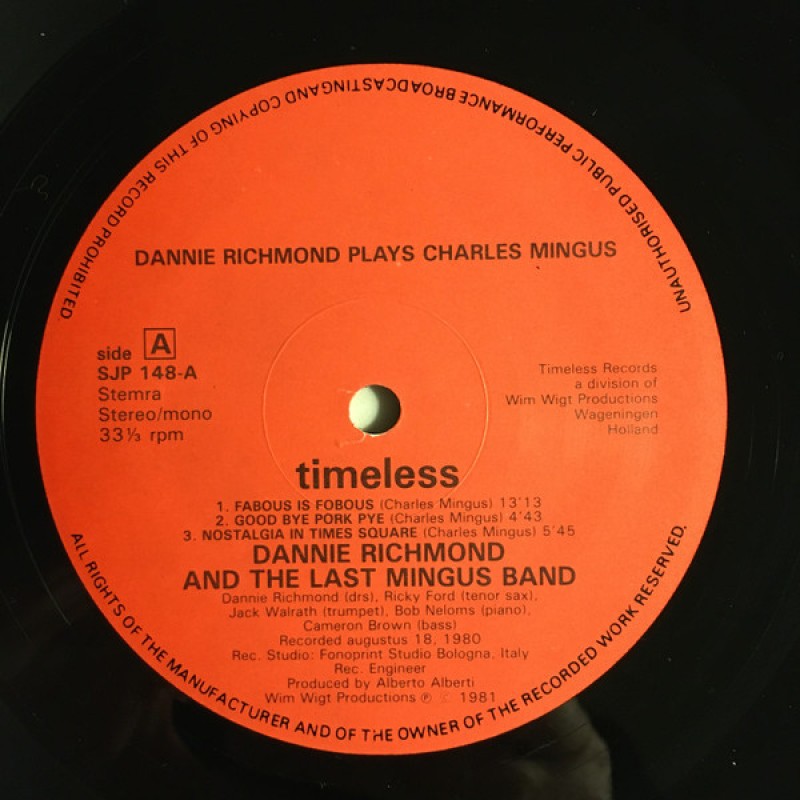 UNAUTHORISED PUBLIC PERFORMANCE BROADCASTING AND COPYING OF THIS RECORD PROHIBITED.
DANNIE RICHMOND PLAYS CHARLES MINGUS
side A
SJP 148-A
Stemra
Stereo/mono
33⅓ rpm
Timeless Records
a division of
Wim Wigt Productions
Wageningen
Holland
timeless
1. FABOUS IS FOBOUS (Charles Mingus) 13'13
2. GOOD BYE PORK PYE (Charles Mingus) 4'43
3. NOSTALGIA IN TIMES SQUARE (Charles Mingus) 5'45
DANNIE RICHMOND
AND THE LAST MINGUS BAND
Dannie Richmond (drs), Ricky Ford (tenor sax),
Jack Walrath (trumpet), Bob Neloms (piano),
Cameron Brown (bass)
Recorded augustus 18, 1980
Rec. Studio: Fonoprint Studio Bologna, Italy
Rec. Engineer
Produced by Alberto Alberti
Wim Wigt Productions ℗ © 1981
ALL RIGHTS OF THE MANUFACTURER AND OF THE OWNER OF THE RECORDED WORK RESERVED.